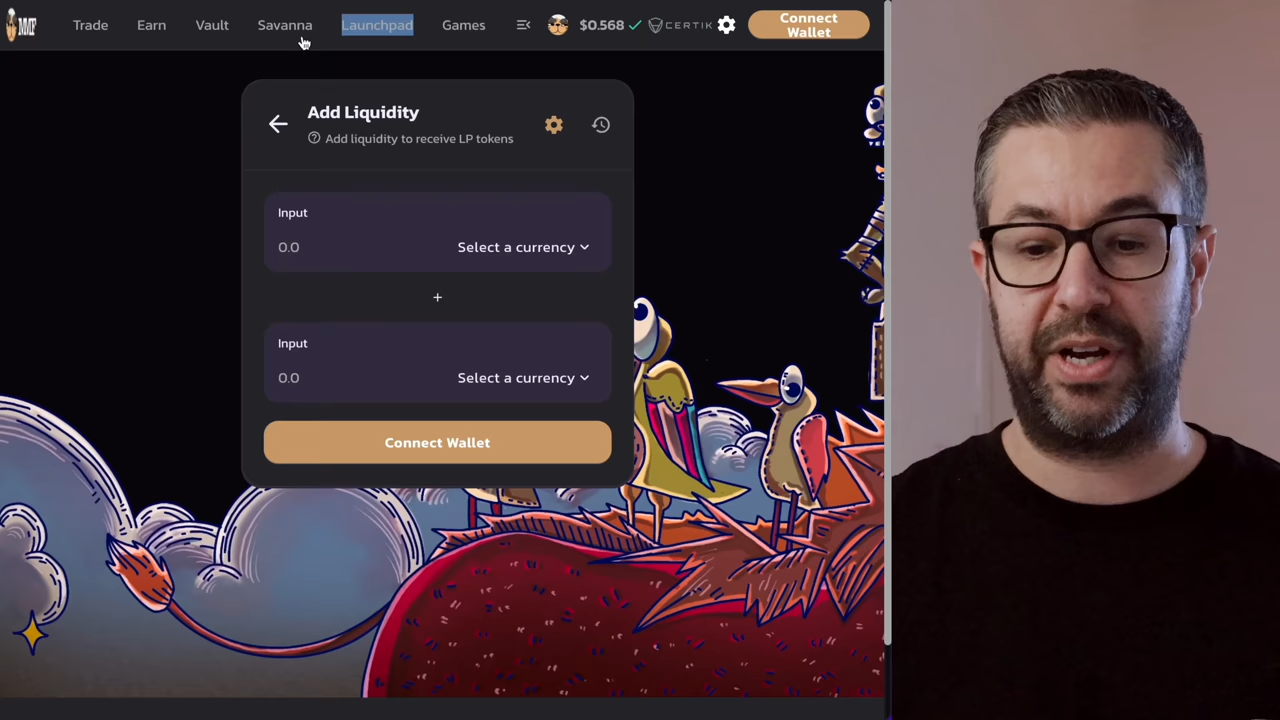 MMF
Trade
Earn
Vault
Savanna
Launchpad
Games
$0.568
CERTIK
Connect
Wallet
Add Liquidity
Add liquidity to receive LP tokens
Input
0.0
Select a currency
+
Input
0.0
Select a currency
Connect Wallet